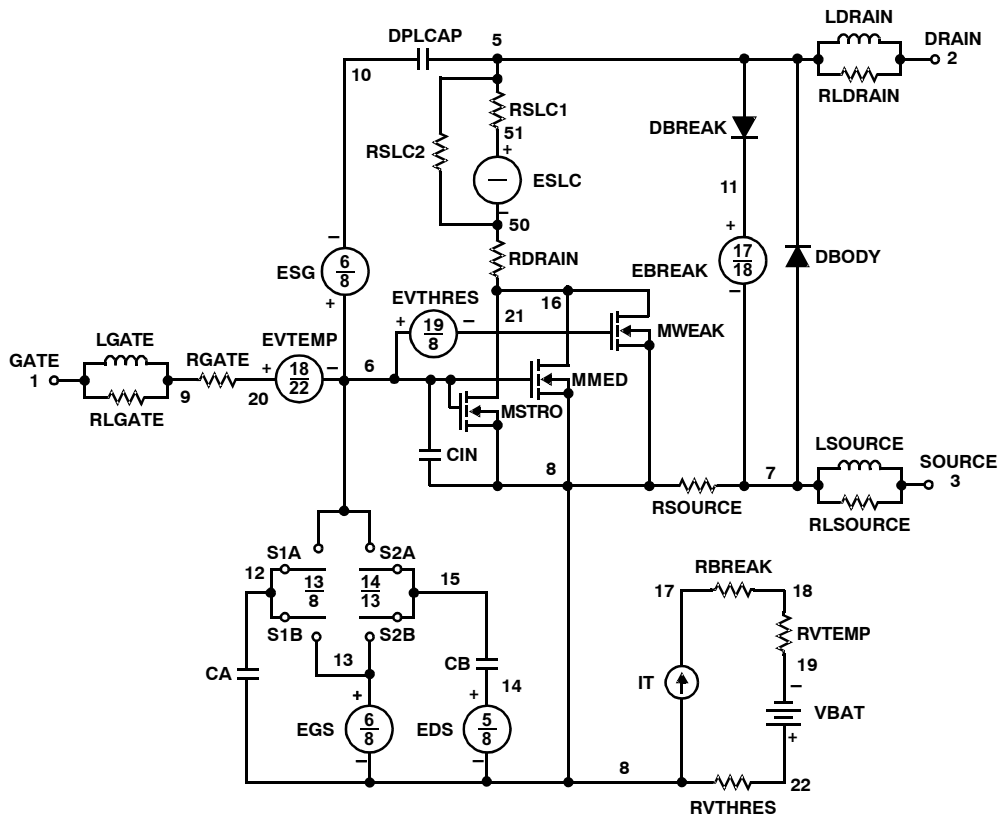 LDRAIN
DPLCAP
5
DRAIN
2
10
RLDRAIN
RSLC1
51
+
DBREAK
RSLC2
ESLC
−
50
11
−
+
ESG
6
8
+
RDRAIN
EBREAK
17
18
−
DBODY
EVTHRES
+
19
8
−
21
16
MWEAK
LGATE
GATE
1
RLGATE
9
RGATE
EVTEMP
+
18
22
−
20
6
MMED
MSTRO
CIN
8
LSOURCE
7
SOURCE
3
RSOURCE
RLSOURCE
S1A
S2A
12
13
8
14
13
15
S1B
S2B
13
CA
CB
14
+
+
EGS
6
8
−
EDS
5
8
−
RBREAK
17
18
RVTEMP
19
IT
−
VBAT
+
8
22
RVTHRES